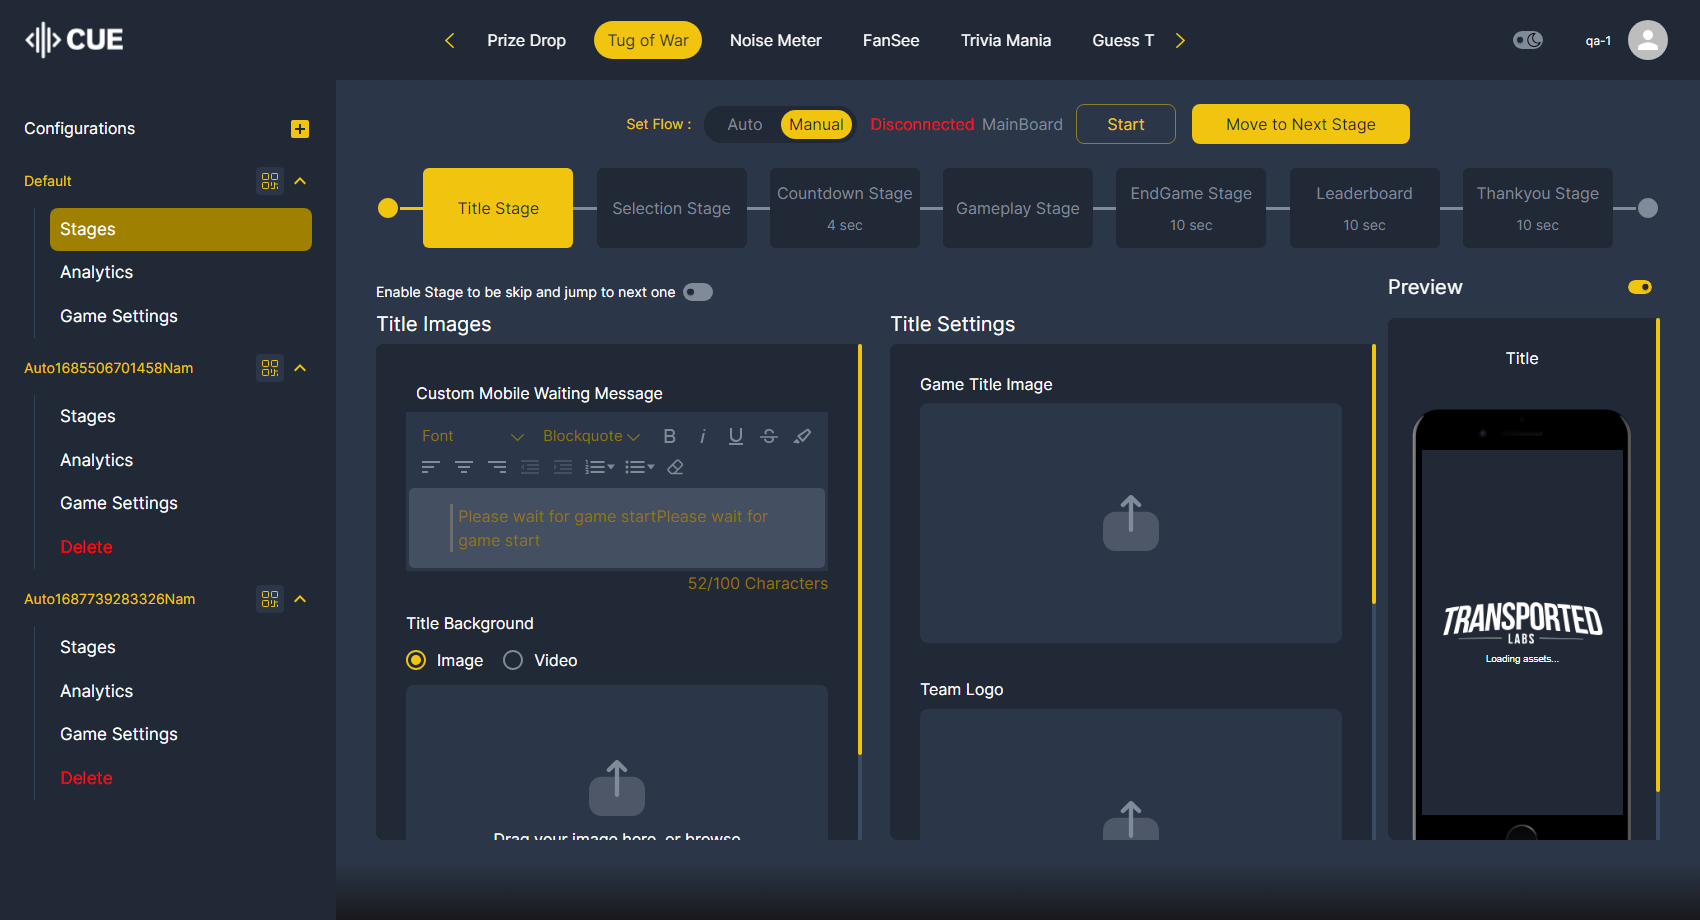 CUE
Prize Drop
Tug of War
Noise Meter
FanSee
Trivia Mania
Guess T
qa-1
Configurations
Default
Stages
Analytics
Game Settings
Auto1685506701458Nam
Stages
Analytics
Game Settings
Delete
Auto1687739283326Nam
Stages
Analytics
Game Settings
Delete
Set Flow :
Auto
Manual
Disconnected MainBoard
Start
Move to Next Stage
Title Stage
Selection Stage
Countdown Stage
4 sec
Gameplay Stage
EndGame Stage
10 sec
Leaderboard
10 sec
Thankyou Stage
10 sec
Enable Stage to be skip and jump to next one
Title Images
Custom Mobile Waiting Message
Font
Blockquote
B i U S
Please wait for game startPlease wait for
game start
52/100 Characters
Title Background
Image
Video
Drag your image here, or browse
Title Settings
Game Title Image
Team Logo
Preview
Title
TRANSPORTED
LABS
Loading assets...